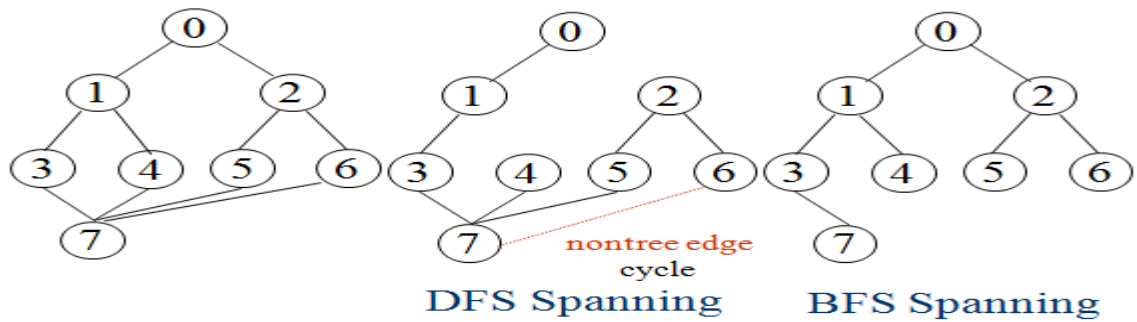 0 0 0
1 2 1 2 1 2
3 4 5 6 3 4 5 6 3 4 5 6
7 7 nontree edge 7
cycle
DFS Spanning BFS Spanning